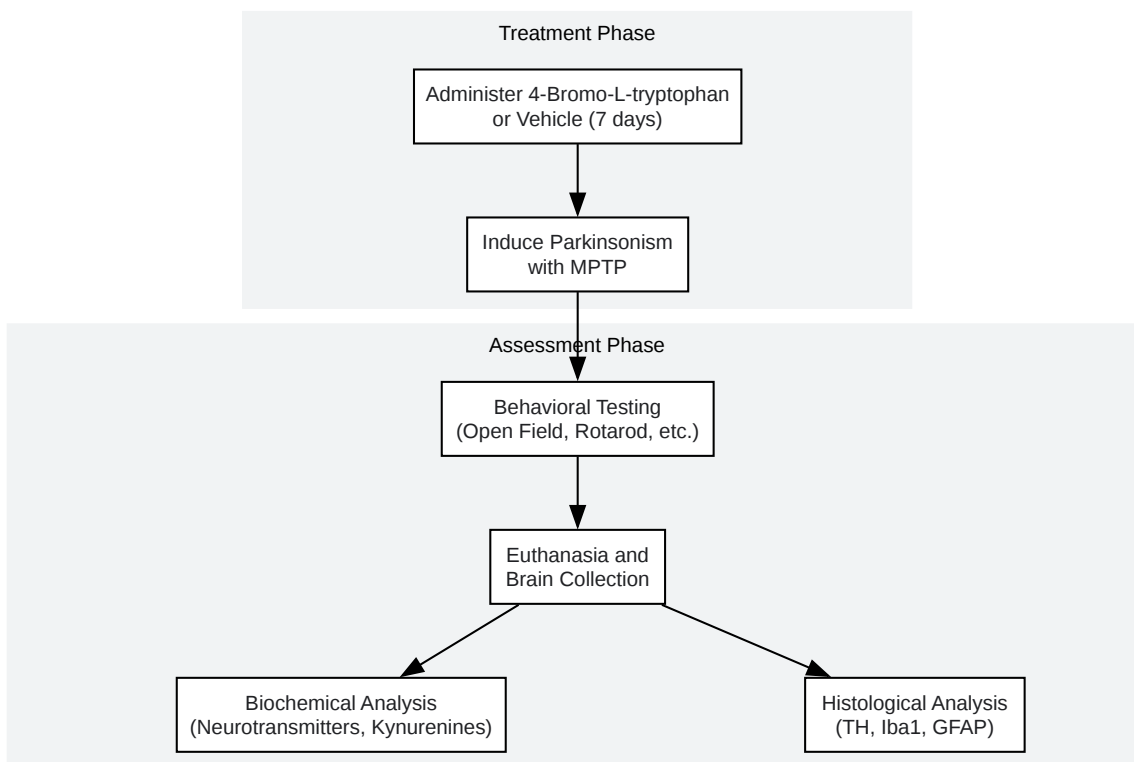 Treatment Phase
Administer 4-Bromo-L-tryptophan
or Vehicle (7 days)
Induce Parkinsonism
with MPTP
Assessment Phase
Behavioral Testing
(Open Field, Rotarod, etc.)
Euthanasia and
Brain Collection
Biochemical Analysis
(Neurotransmitters, Kynurenines)
Histological Analysis
(TH, Iba1, GFAP)